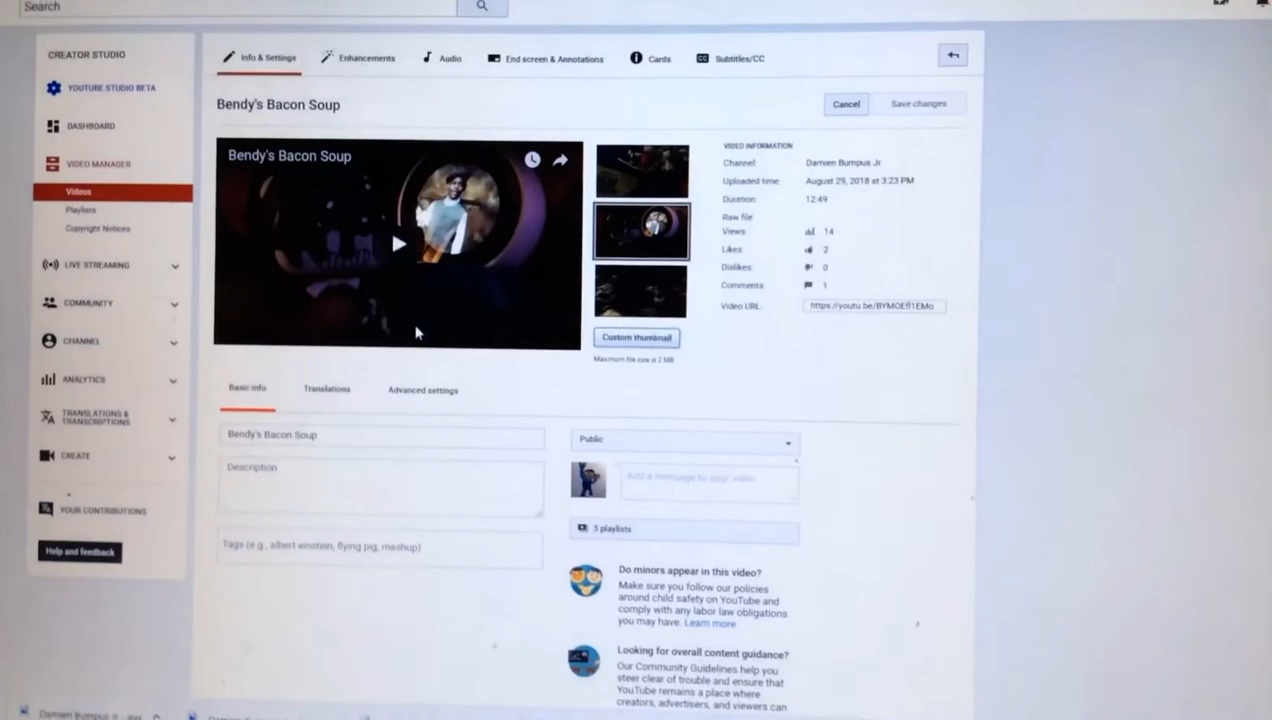 Search
CREATOR STUDIO
YOUTUBE STUDIO BETA
DASHBOARD
VIDEO MANAGER
Videos
Playlists
Copyright Notices
LIVE STREAMING
COMMUNITY
CHANNEL
ANALYTICS
TRANSLATIONS &
TRANSCRIPTIONS
CREATE
YOUR CONTRIBUTIONS
Help and feedback
Info & Settings
Enhancements
Audio
End screen & Annotations
Cards
CC Subtitles/CC
Bendy's Bacon Soup
Cancel
Save changes
Bendy's Bacon Soup
Custom thumbnail
Maximum file size is 2 MB
VIDEO INFORMATION
Channel: Damien Bumpus Jr.
Uploaded time: August 29, 2018 at 3:23 PM
Duration: 12:49
Raw file:
Views: 14
Likes: 2
Dislikes: 0
Comments: 1
Video URL:
Basic info
Translations
Advanced settings
Bendy's Bacon Soup
Description
Tags (e.g., albert einstein, flying pig, mashup)
Public
Add a message to your video
3 playlists
Do minors appear in this video?
Make sure you follow our policies
around child safety on YouTube and
comply with any labor law obligations
you may have. Learn more
Looking for overall content guidance?
Our Community Guidelines help you
steer clear of trouble and ensure that
YouTube remains a place where
creators, advertisers, and viewers can
Damien Bumpus